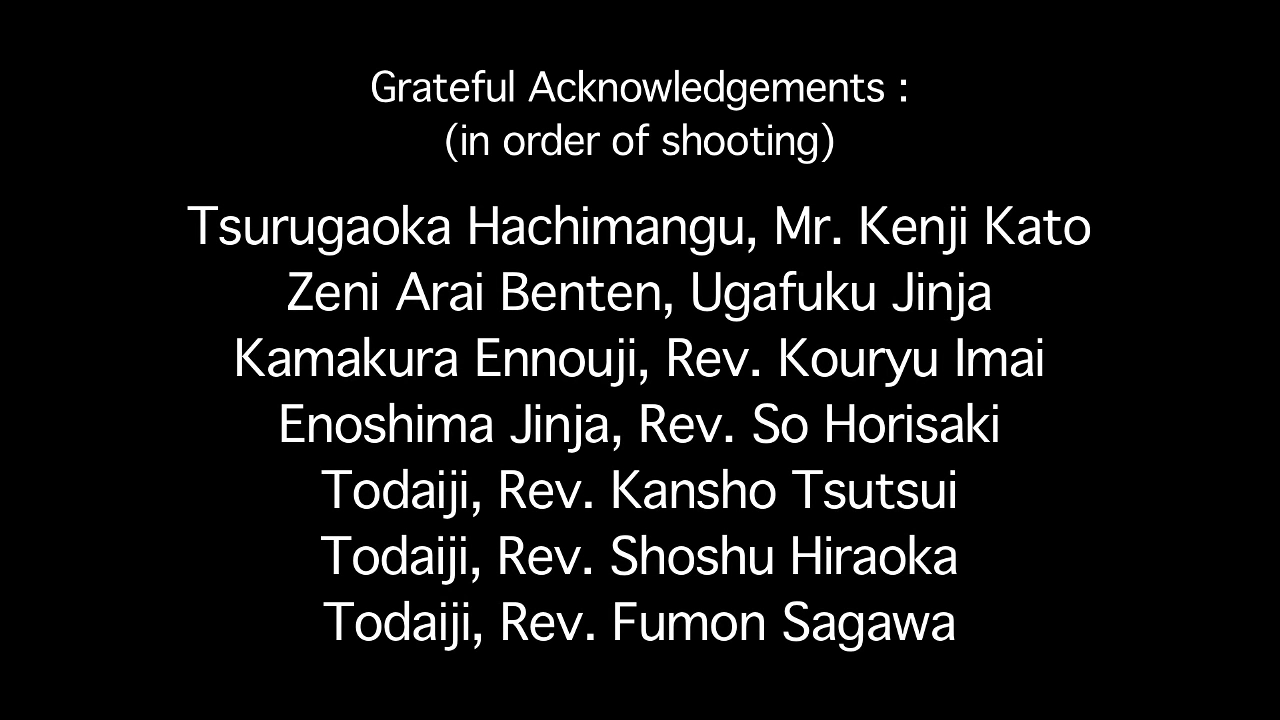 Grateful Acknowledgements :
(in order of shooting)
Tsurugaoka Hachimangu, Mr. Kenji Kato
Zeni Arai Benten, Ugafuku Jinja
Kamakura Ennouji, Rev. Kouryu Imai
Enoshima Jinja, Rev. So Horisaki
Todaiji, Rev. Kansho Tsutsui
Todaiji, Rev. Shoshu Hiraoka
Todaiji, Rev. Fumon Sagawa